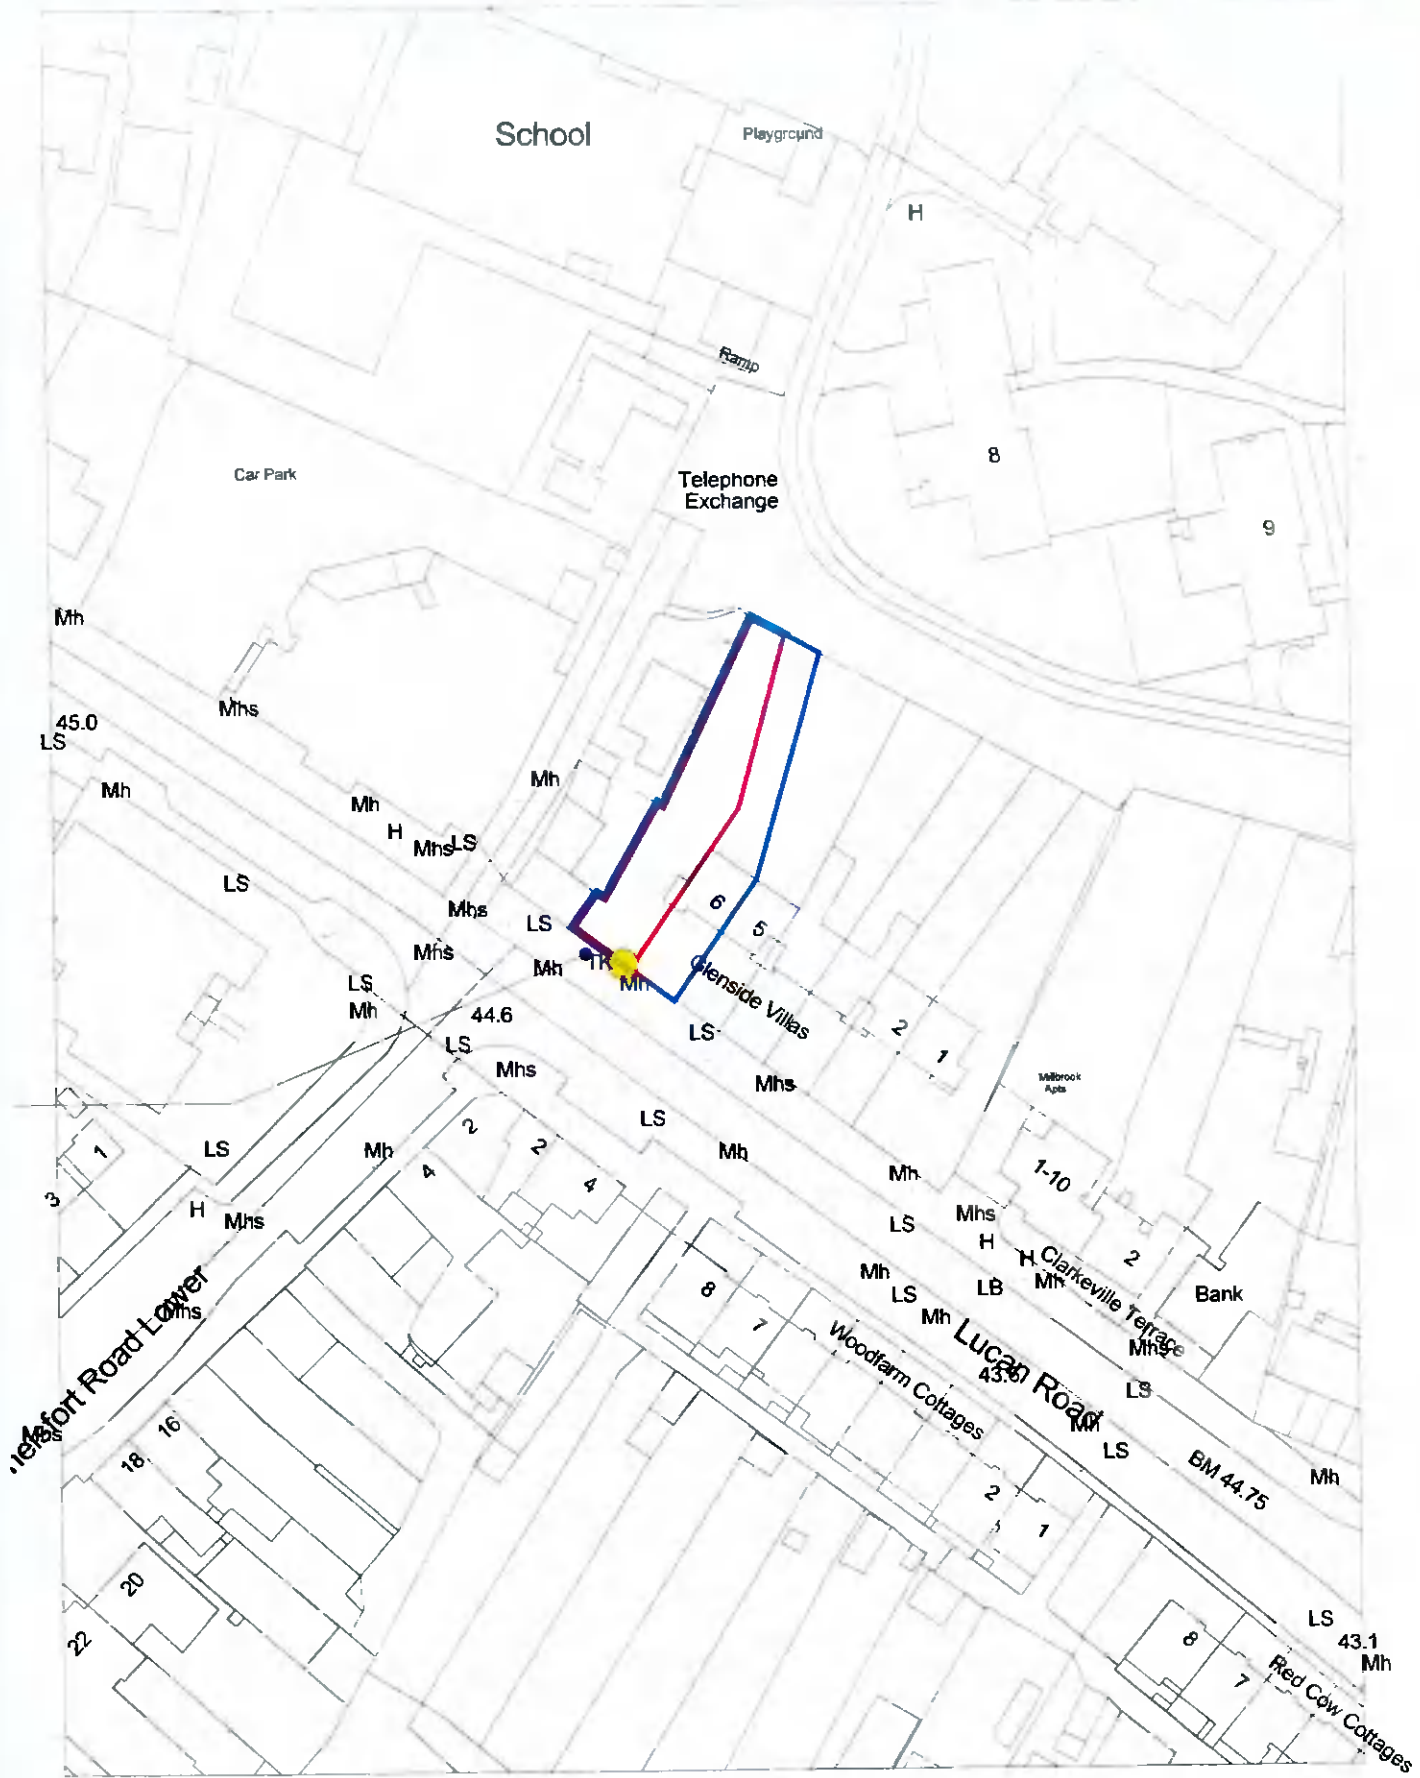 School
Playground
H
Ramp
8
Car Park
Telephone
Exchange
9
Mh
Mhs
45.0
LS
Mh
Mh
Mh
H
Mhs
LS
LS
Mhs
LS
6
5
Mhs
Mh
TK
Mh
Glenside Villas
LS
Mh
44.6
LS
2
1
LS
Mhs
Mhs
Millbrook
Apts
LS
Mh
1
LS
Mh
2
2
4
4
Mh
1-10
3
H
Mhs
Mhs
LS
H
H
Clarkeville Terrace
2
Mh
LS
LB
Mh
Bank
Mhs
nelsfort Road Lower
8
7
Mh
Woodfarm Cottages
Lucan Road
Mhs
43.6
LS
Mh
LS
Mhs
16
18
BM 44.75
Mh
2
1
20
22
LS
43.1
Mh
8
7
Red Cow Cottages